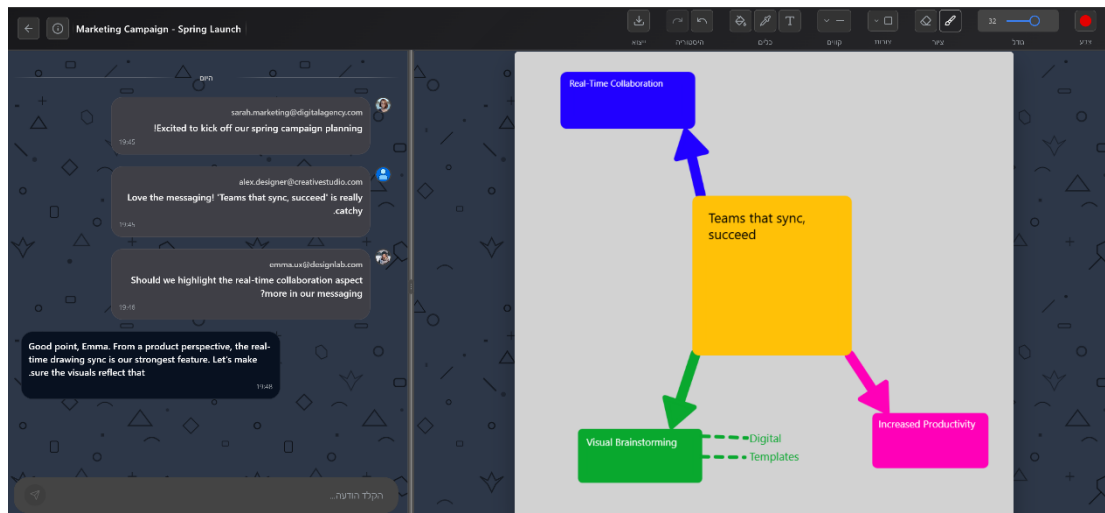 Marketing Campaign - Spring Launch
ייצוא
היסטוריה
כלים
קווים
צורות
ציור
32
גודל
צבע
היום
sarah.marketing@digitalagency.com
!Excited to kick off our spring campaign planning
19:45
alex.designer@creativestudio.com
Love the messaging! 'Teams that sync, succeed' is really
.catchy
19:45
emma.ux@designlab.com
Should we highlight the real-time collaboration aspect
?more in our messaging
19:48
Good point, Emma. From a product perspective, the real-
time drawing sync is our strongest feature. Let's make
.sure the visuals reflect that
19:48
הקלד הודעה...
Real-Time Collaboration
Teams that sync,
succeed
Visual Brainstorming
Digital
Templates
Increased Productivity